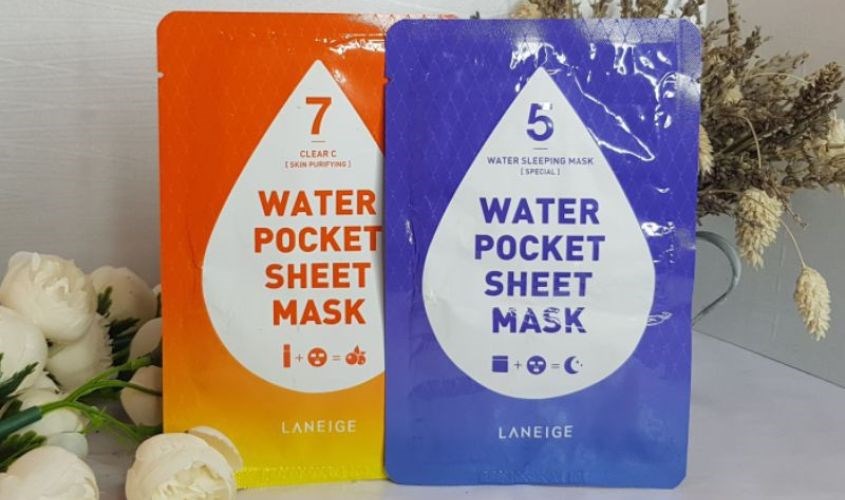 7
CLEAR C
[ SKIN PURIFYING ]
WATER
POCKET
SHEET
MASK
+ =
LANEIGE
5
WATER SLEEPING MASK
[ SPECIAL ]
WATER
POCKET
SHEET
MASK
+ =
LANEIGE